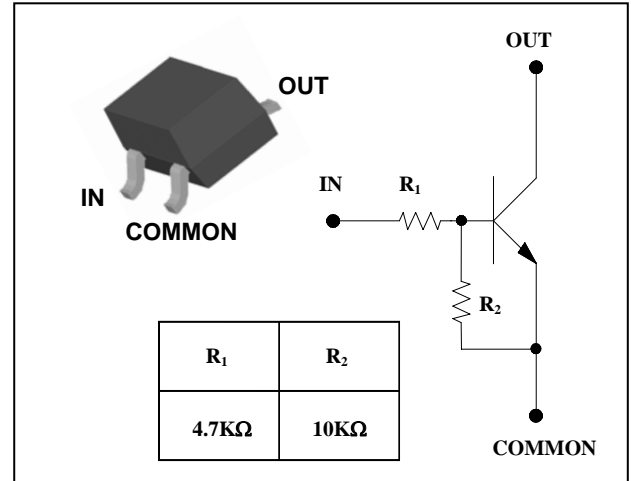 OUT
OUT
IN
COMMON
IN
R₁
R₂
R₁ R₂
4.7KΩ 10KΩ
COMMON